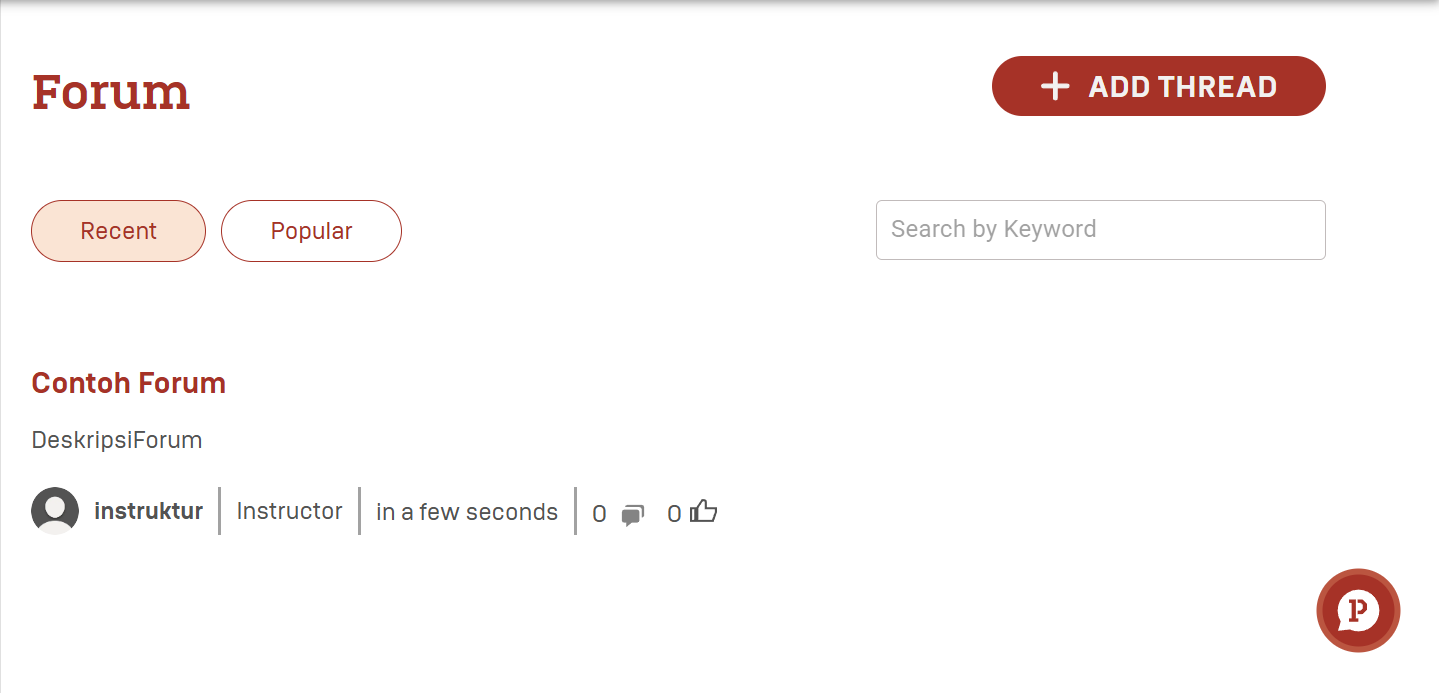 Forum
ADD THREAD
Recent
Popular
Search by Keyword
Contoh Forum
DeskripsiForum
instruktur Instructor in a few seconds 0 0
P